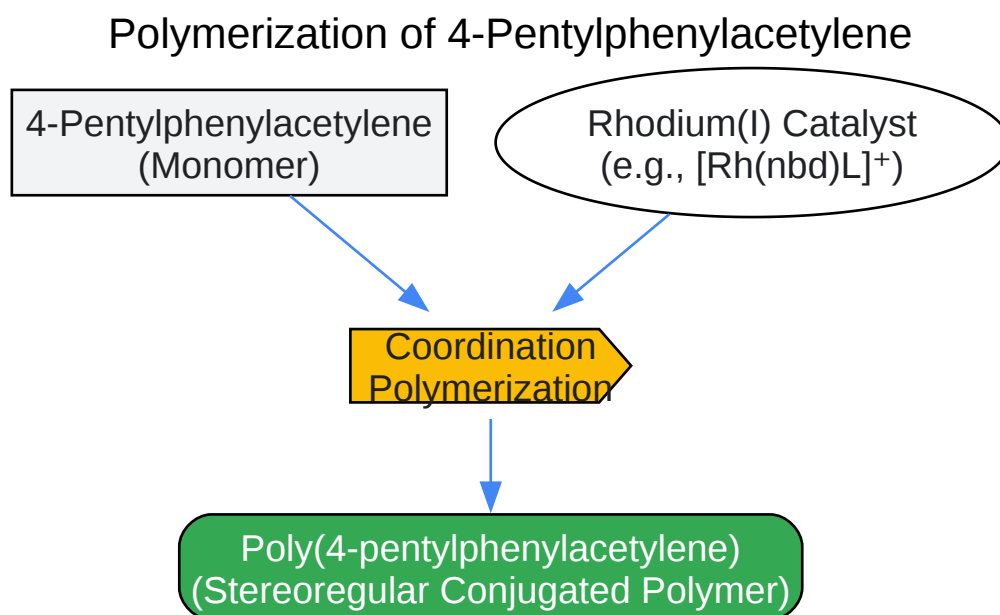 Polymerization of 4-Pentylphenylacetylene
4-Pentylphenylacetylene
(Monomer)
Rhodium(I) Catalyst
(e.g., [Rh(nbd)L]⁺)
Coordination
Polymerization
Poly(4-pentylphenylacetylene)
(Stereoregular Conjugated Polymer)